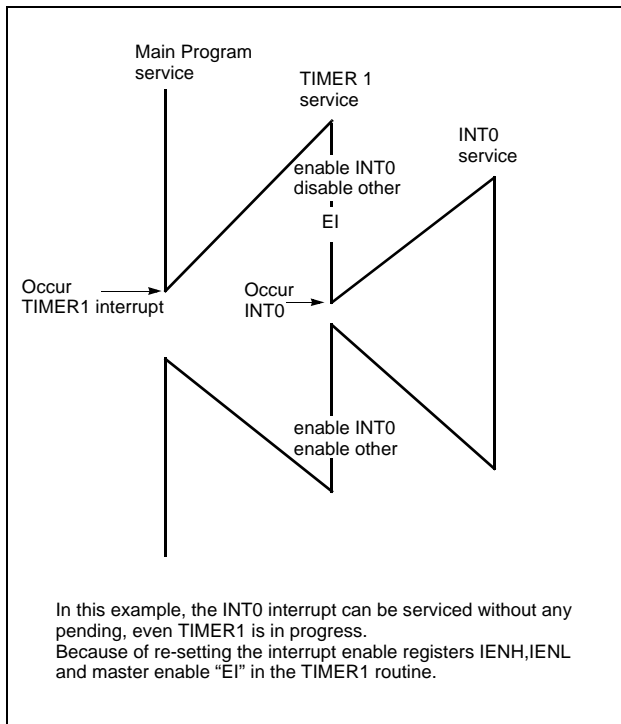 Main Program
service
TIMER 1
service
INT0
service
enable INT0
disable other
EI
Occur
TIMER1 interrupt
Occur
INT0
enable INT0
enable other
In this example, the INT0 interrupt can be serviced without any
pending, even TIMER1 is in progress.
Because of re-setting the interrupt enable registers IENH,IENL
and master enable “EI” in the TIMER1 routine.